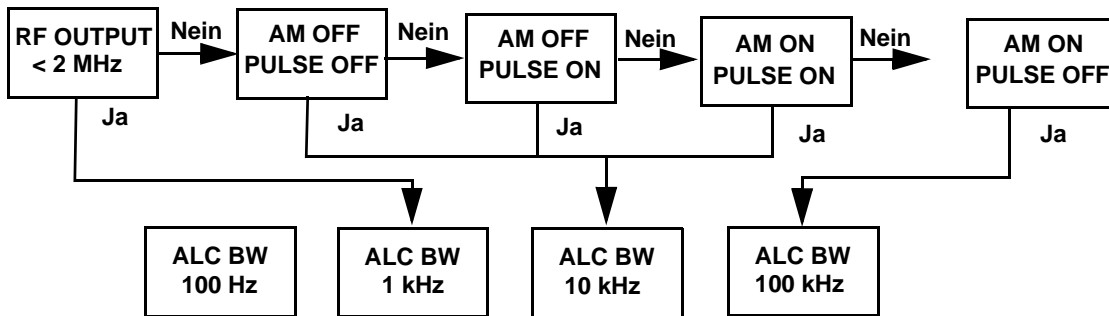 RF OUTPUT
< 2 MHz
Nein
AM OFF
PULSE OFF
Nein
AM OFF
PULSE ON
Nein
AM ON
PULSE ON
Nein
AM ON
PULSE OFF
Ja
Ja
Ja
Ja
Ja
ALC BW
100 Hz
ALC BW
1 kHz
ALC BW
10 kHz
ALC BW
100 kHz